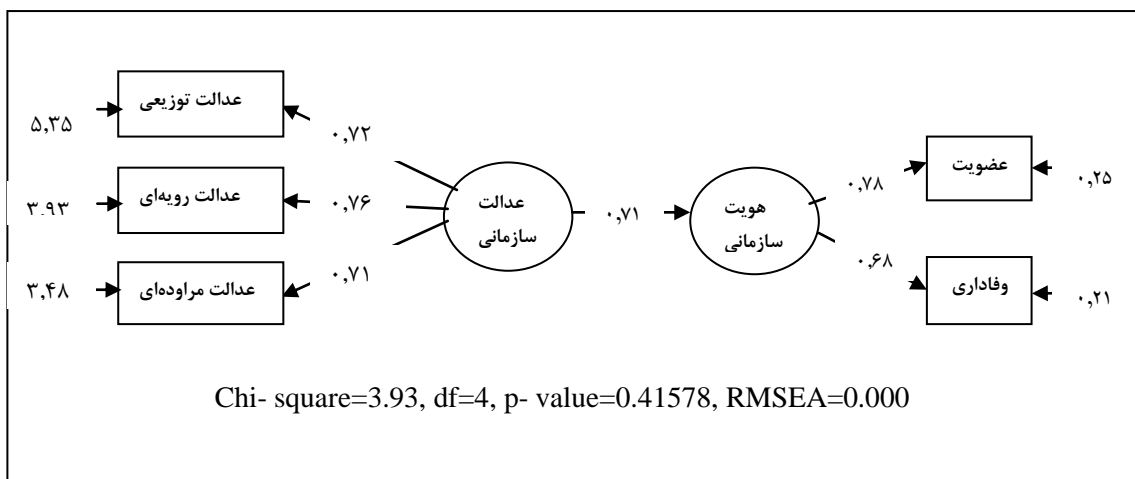 عدالت توزیعی
۵,۳۵
۰,۷۲
عضویت
۰,۷۸
۰,۲۵
عدالت رویه‌ای
۳.۹۳
۰,۷۶
عدالت
سازمانی
۰,۷۱
هویت
سازمانی
عدالت مراوده‌ای
۳,۴۸
۰,۷۱
۰,۶۸
وفاداری
۰,۲۱
Chi- square=3.93, df=4, p- value=0.41578, RMSEA=0.000